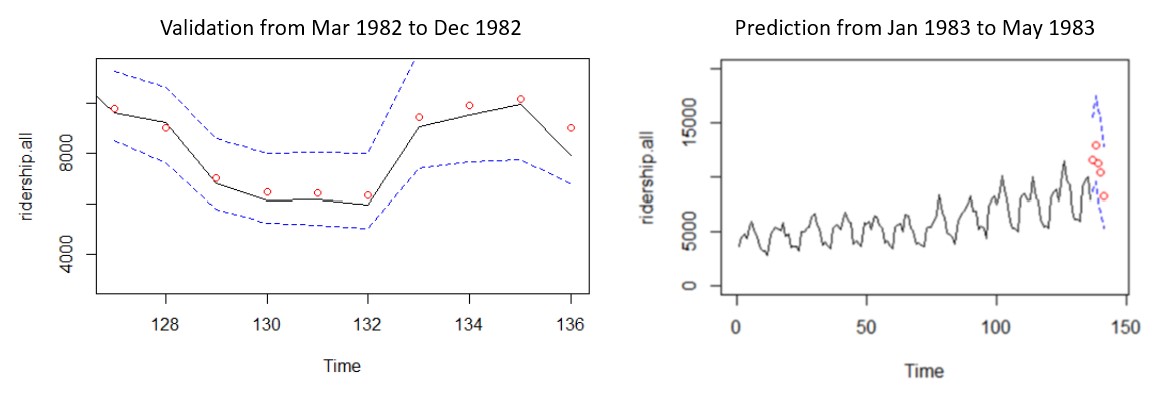 Validation from Mar 1982 to Dec 1982
ridership.all
8000
4000
128 130 132 134 136
Time
Prediction from Jan 1983 to May 1983
ridership.all
15000
5000
0
0 50 100 150
Time